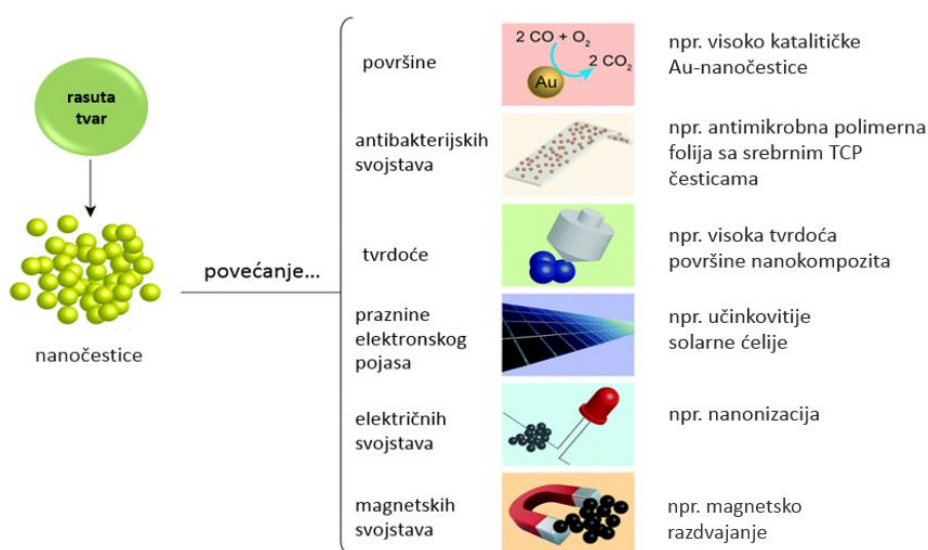 rasuta
tvar
nanočestice
povećanje...
površine
2 CO + O₂
2 CO₂
Au
npr. visoko katalitičke
Au-nanočestice
antibakterijskih
svojstava
npr. antimikrobna polimerna
folija sa srebrnim TCP
česticama
tvrdoće
npr. visoka tvrdoća
površine nanokompozita
praznine
elektronskog
pojasa
npr. učinkovitije
solarne ćelije
električnih
svojstava
npr. nanonizacija
magnetskih
svojstava
npr. magnetsko
razdvajanje